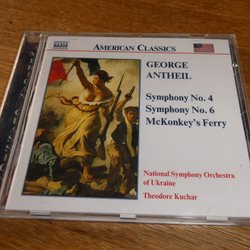 NAXOS
AMERICAN CLASSICS
GEORGE
ANTHEIL
Symphony No. 4
Symphony No. 6
McKonkey's Ferry
National Symphony Orchestra
of Ukraine
Theodore Kuchar